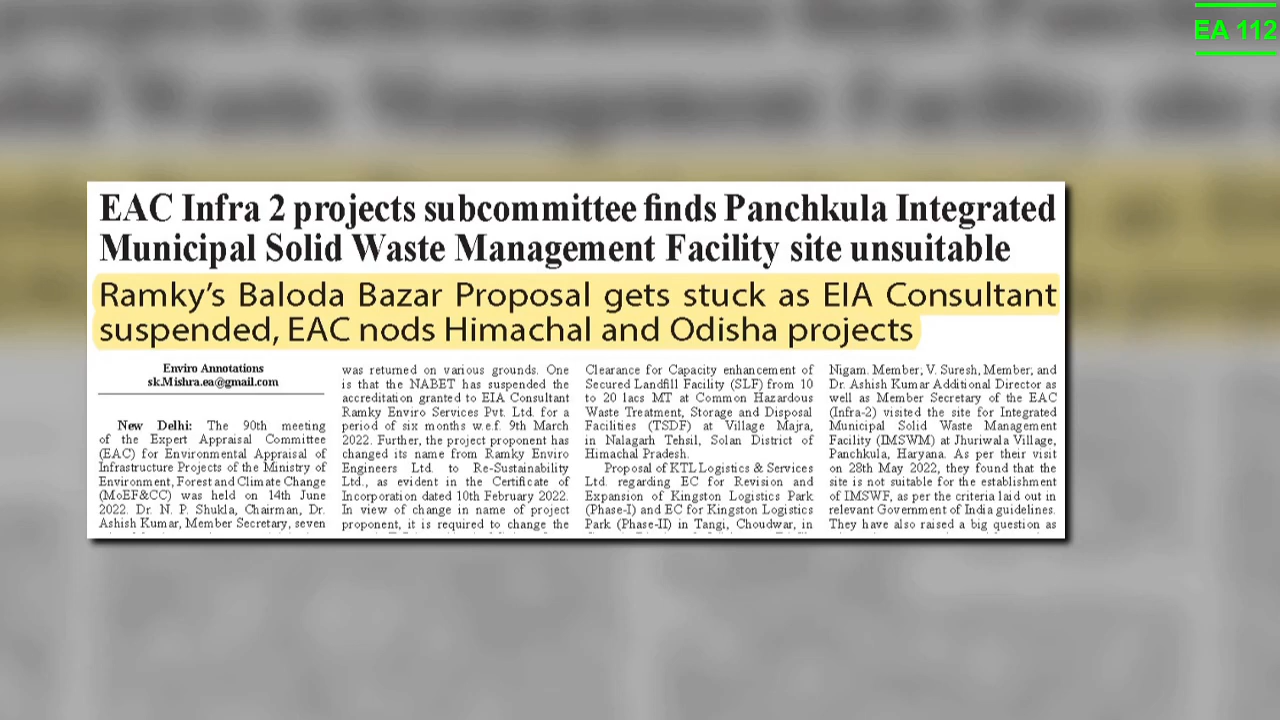 EA 112
EAC Infra 2 projects subcommittee finds Panchkula Integrated
Municipal Solid Waste Management Facility site unsuitable
Ramky's Baloda Bazar Proposal gets stuck as EIA Consultant
suspended, EAC nods Himachal and Odisha projects
Enviro Annotations
sk.Mishra.ea@gmail.com
New Delhi: The 90th meeting
of the Expert Appraisal Committee
(EAC) for Environmental Appraisal of
Infrastructure Projects of the Ministry of
Environment, Forest and Climate Change
(MoEF&CC) was held on 14th June
2022. Dr. N. P. Shukla, Chairman, Dr.
Ashish Kumar, Member Secretary, seven
was returned on various grounds. One
is that the NABET has suspended the
accreditation granted to EIA Consultant
Ramky Enviro Services Pvt. Ltd. for a
period of six months w.e.f. 9th March
2022. Further, the project proponent has
changed its name from Ramky Enviro
Engineers Ltd. to Re-Sustainability
Ltd., as evident in the Certificate of
Incorporation dated 10th February 2022.
In view of change in name of project
proponent, it is required to change the
Clearance for Capacity enhancement of
Secured Landfill Facility (SLF) from 10
to 20 lacs MT at Common Hazardous
Waste Treatment, Storage and Disposal
Facilities (TSDF) at Village Majra,
in Nalagarh Tehsil, Solan District of
Himachal Pradesh.
Proposal of KTL Logistics & Services
Ltd. regarding EC for Revision and
Expansion of Kingston Logistics Park
(Phase-I) and EC for Kingston Logistics
Park (Phase-II) in Tangi, Choudwar, in
Nigam. Member, V. Suresh, Member, and
Dr. Ashish Kumar Additional Director as
well as Member Secretary of the EAC
(Infra-2) visited the site for Integrated
Municipal Solid Waste Management
Facility (IMSWM) at Jhuriwala Village,
Panchkula, Haryana. As per their visit
on 28th May 2022, they found that the
site is not suitable for the establishment
of IMSWF, as per the criteria laid out in
relevant Government of India guidelines.
They have also raised a big question as